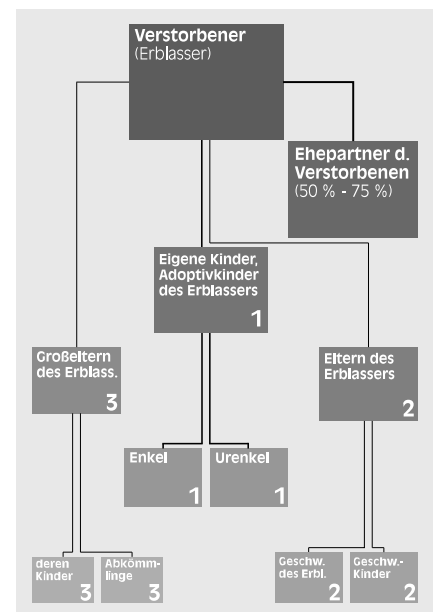 Verstorbener
(Erblasser)
Ehepartner d.
Verstorbenen
(50 % - 75 %)
Eigene Kinder,
Adoptivkinder
des Erblassers
1
Großeltern
des Erblass.
3
Eltern des
Erblassers
2
Enkel
1
Urenkel
1
deren
Kinder
3
Abkömm-
linge
3
Geschw.
des Erbl.
2
Geschw.-
Kinder
2